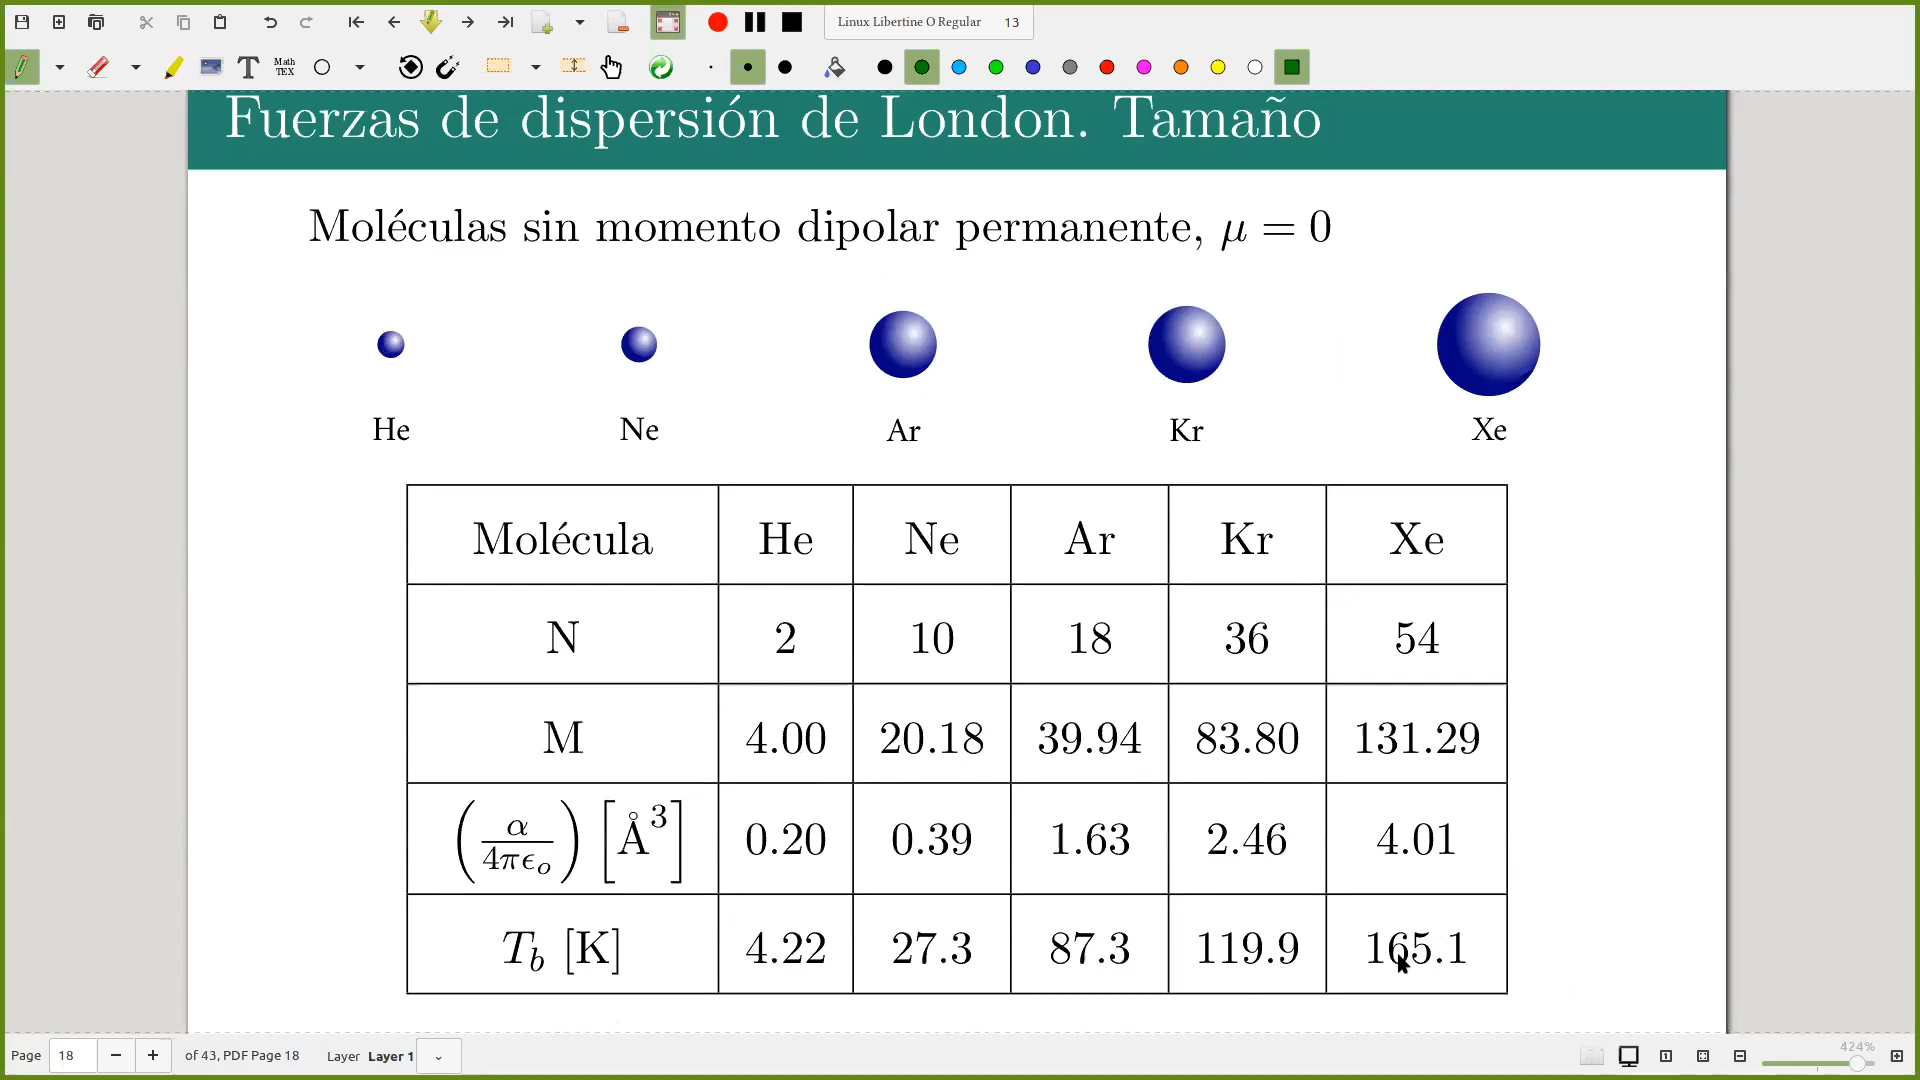 Linux Libertine O Regular 13
T Math TEX
Fuerzas de dispersión de London. Tamaño
Moléculas sin momento dipolar permanente, μ = 0
He Ne Ar Kr Xe
Molécula He Ne Ar Kr Xe
N 2 10 18 36 54
M 4.00 20.18 39.94 83.80 131.29
(α/4πϵₒ) [Å³] 0.20 0.39 1.63 2.46 4.01
T_b [K] 4.22 27.3 87.3 119.9 165.1
Page 18 − + of 43, PDF Page 18 Layer Layer 1 424%